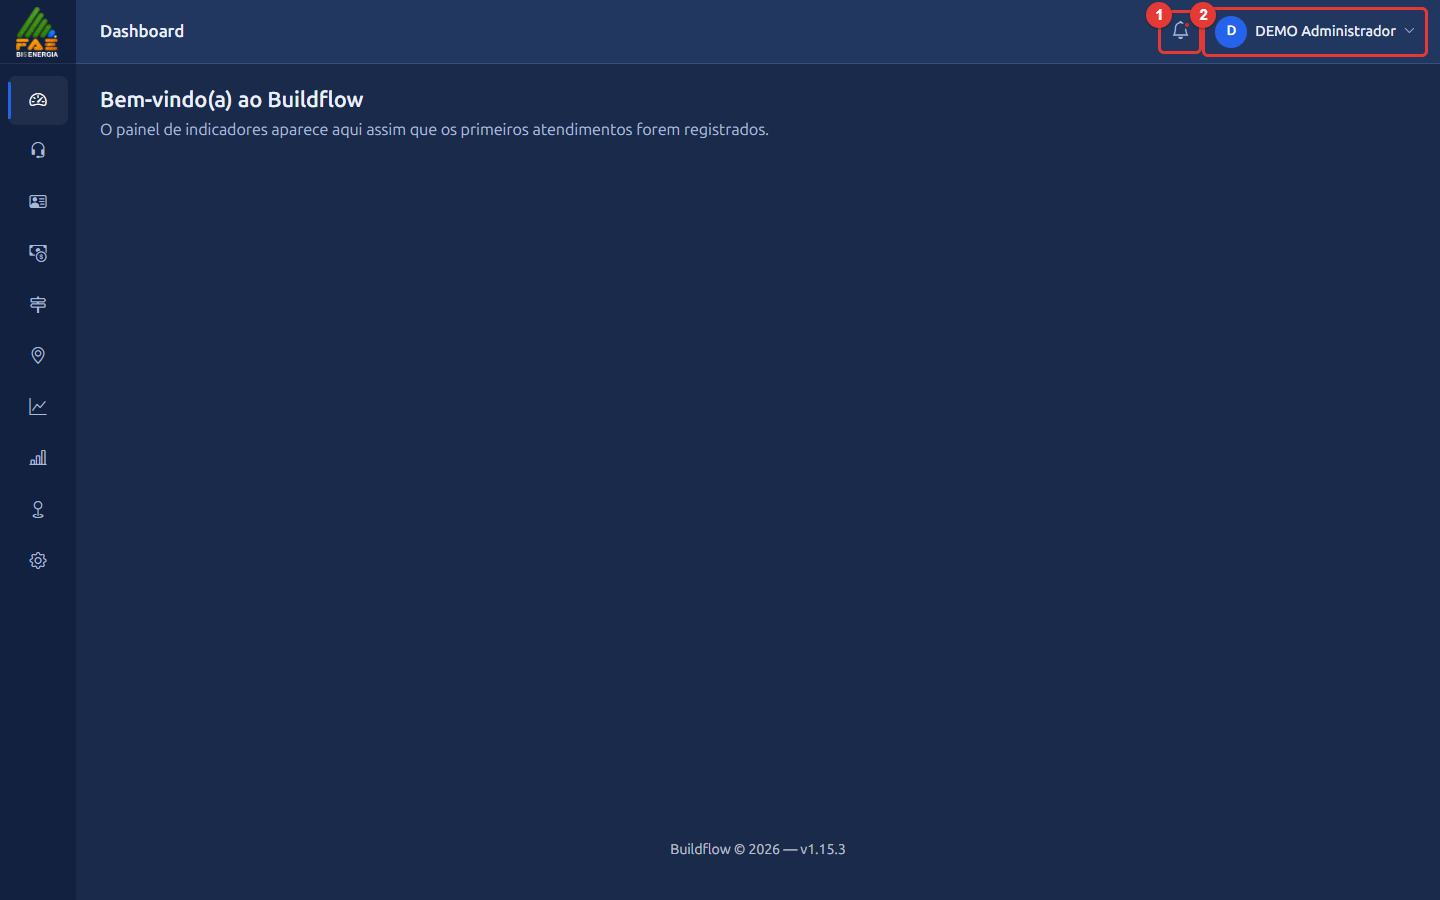 FAE
BIOENERGIA
Dashboard
1
2
D
DEMO Administrador
Bem-vindo(a) ao Buildflow
O painel de indicadores aparece aqui assim que os primeiros atendimentos forem registrados.
Buildflow © 2026 — v1.15.3